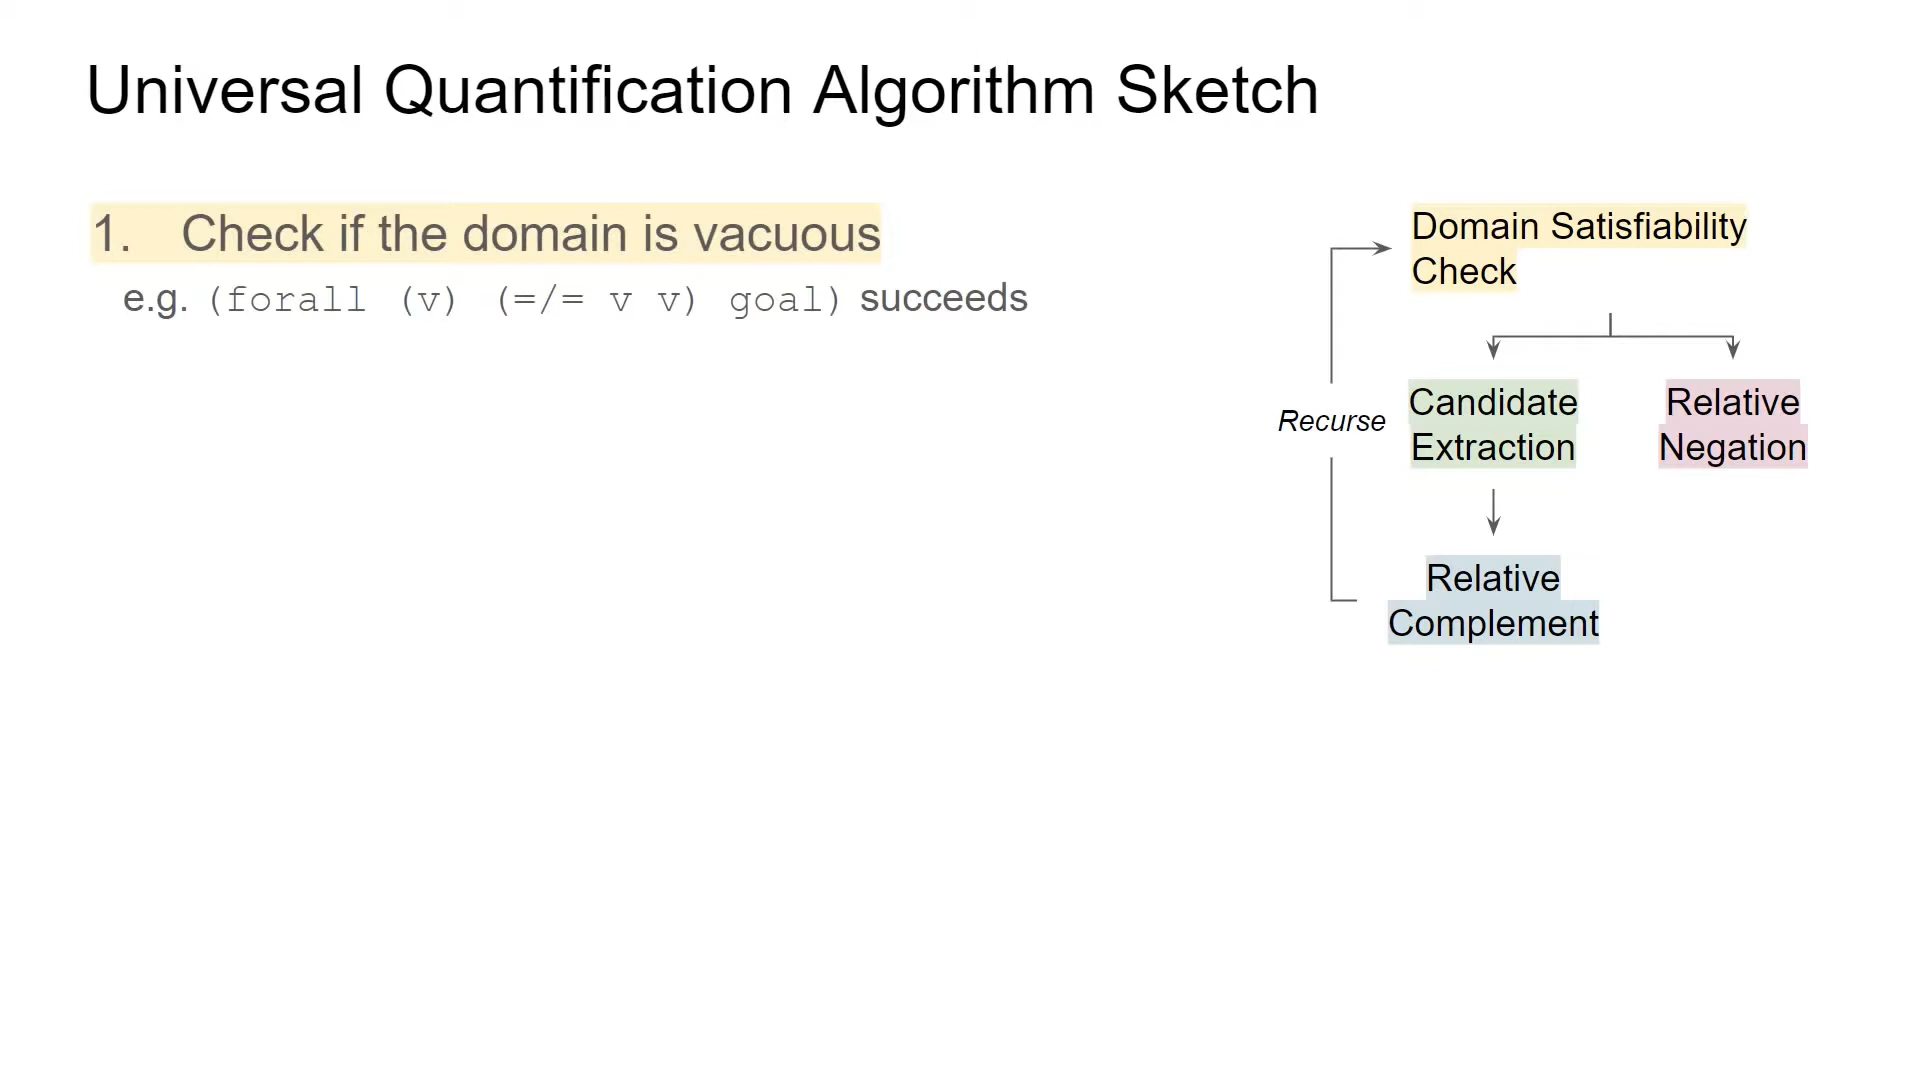 Universal Quantification Algorithm Sketch
1. Check if the domain is vacuous
e.g. (forall (v) (=/= v v) goal) succeeds
Domain Satisfiability
Check
Recurse
Candidate
Extraction
Relative
Negation
Relative
Complement